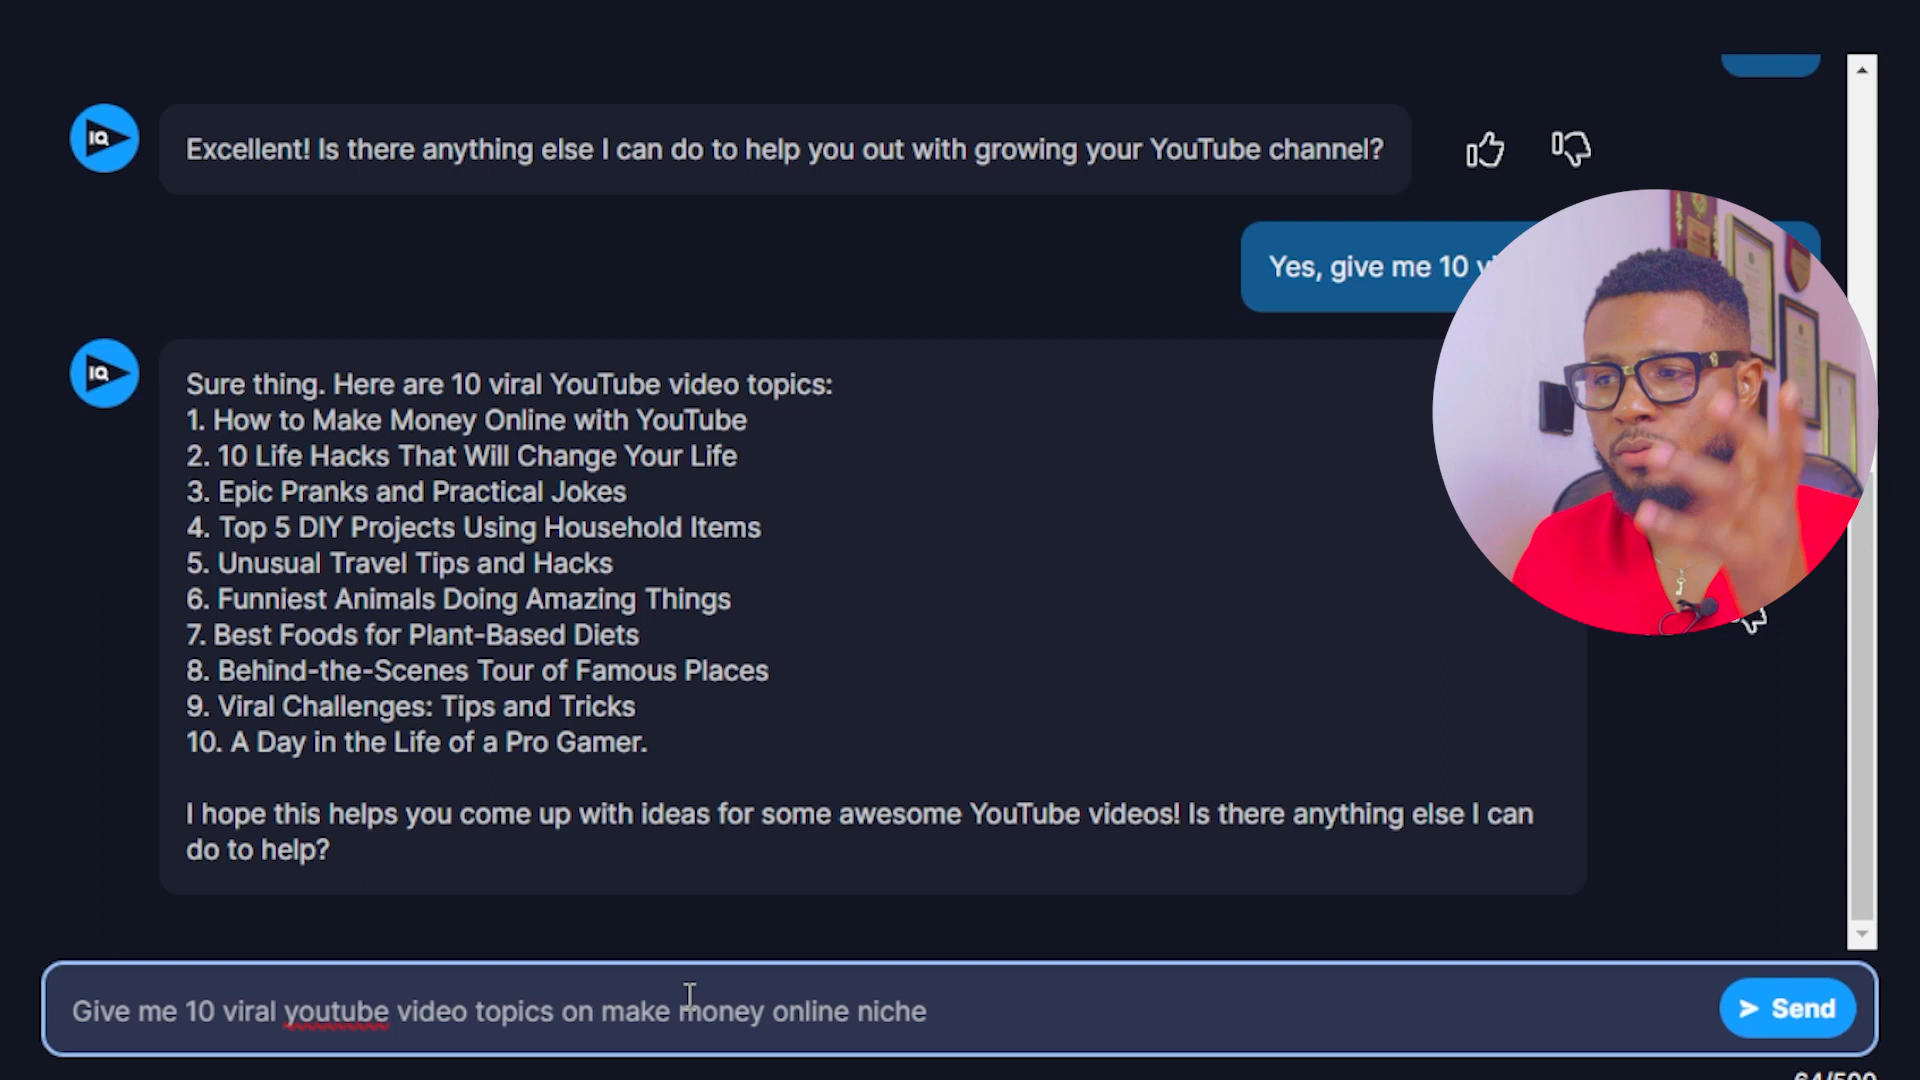 IQ
Excellent! Is there anything else I can do to help you out with growing your YouTube channel?
Yes, give me 10
IQ
Sure thing. Here are 10 viral YouTube video topics:
1. How to Make Money Online with YouTube
2. 10 Life Hacks That Will Change Your Life
3. Epic Pranks and Practical Jokes
4. Top 5 DIY Projects Using Household Items
5. Unusual Travel Tips and Hacks
6. Funniest Animals Doing Amazing Things
7. Best Foods for Plant-Based Diets
8. Behind-the-Scenes Tour of Famous Places
9. Viral Challenges: Tips and Tricks
10. A Day in the Life of a Pro Gamer.
I hope this helps you come up with ideas for some awesome YouTube videos! Is there anything else I can
do to help?
Give me 10 viral youtube video topics on make money online niche
Send
64/500